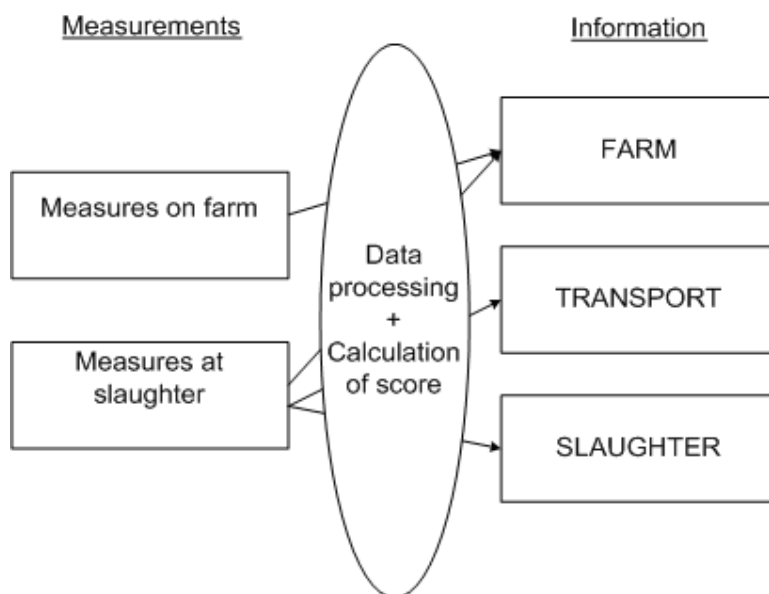 Measurements
Information
Measures on farm
Measures at
slaughter
Data
processing
+
Calculation
of score
FARM
TRANSPORT
SLAUGHTER